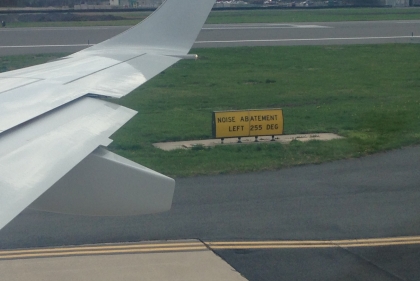 NOISE ABATEMENT
LEFT 255 DEG